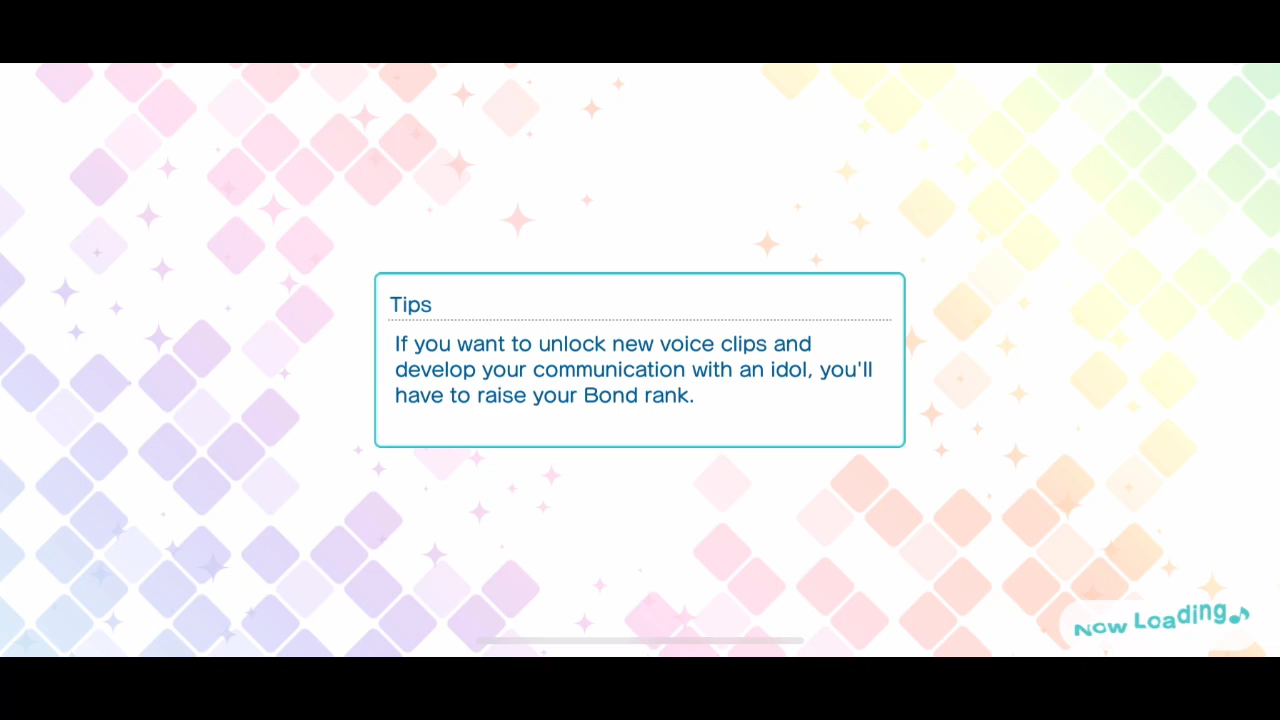 Tips
If you want to unlock new voice clips and
develop your communication with an idol, you'll
have to raise your Bond rank.
Now Loading♪